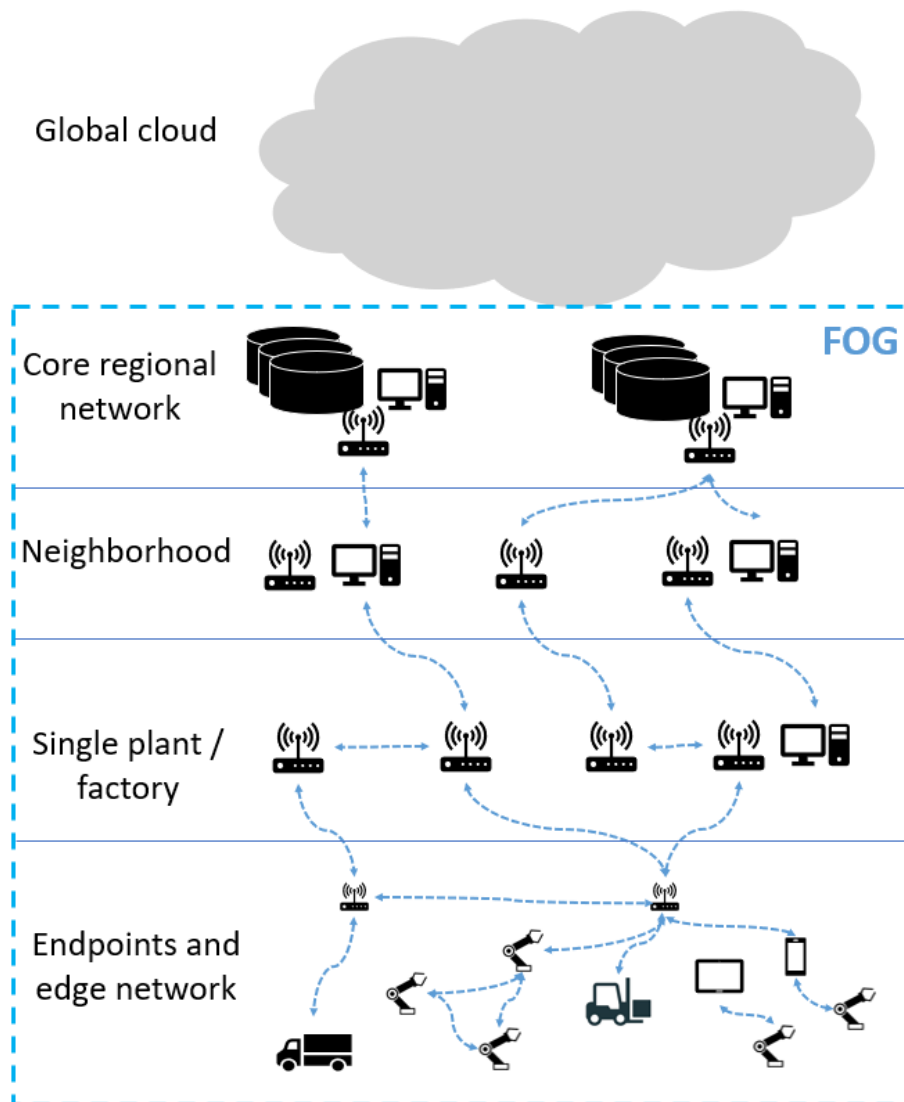 Global cloud
FOG
Core regional
network
Neighborhood
Single plant /
factory
Endpoints and
edge network